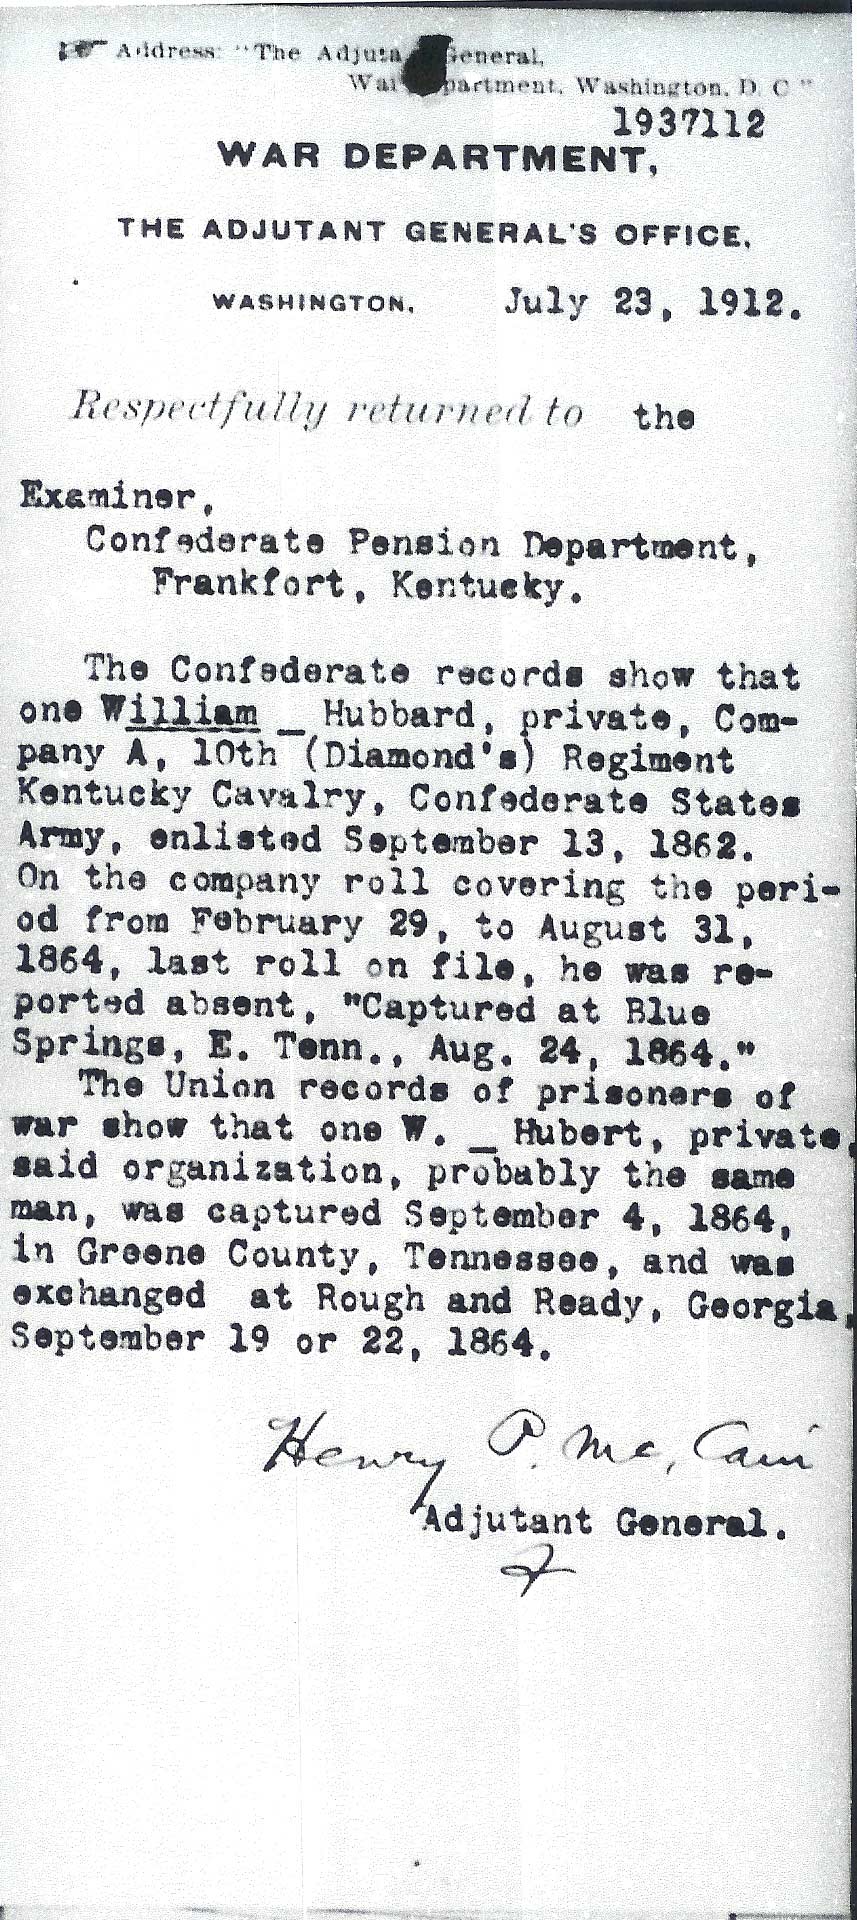 ☞ Address: "The Adjuta General,
War partment, Washington, D. C."
1937112
WAR DEPARTMENT,
THE ADJUTANT GENERAL'S OFFICE,
WASHINGTON, July 23, 1912.
Respectfully returned to the
Examiner,
Confederate Pension Department,
Frankfort, Kentucky.
The Confederate records show that
one William _ Hubbard, private, Com-
pany A, 10th (Diamond's) Regiment
Kentucky Cavalry, Confederate States
Army, enlisted September 13, 1862.
On the company roll covering the peri-
od from February 29, to August 31,
1864, last roll on file, he was re-
ported absent, "Captured at Blue
Springs, E. Tenn., Aug. 24, 1864."
The Union records of prisoners of
war show that one W. _ Hubert, private,
said organization, probably the same
man, was captured September 4, 1864,
in Greene County, Tennessee, and was
exchanged at Rough and Ready, Georgia,
September 19 or 22, 1864.
Henry P. McCain
Adjutant General.